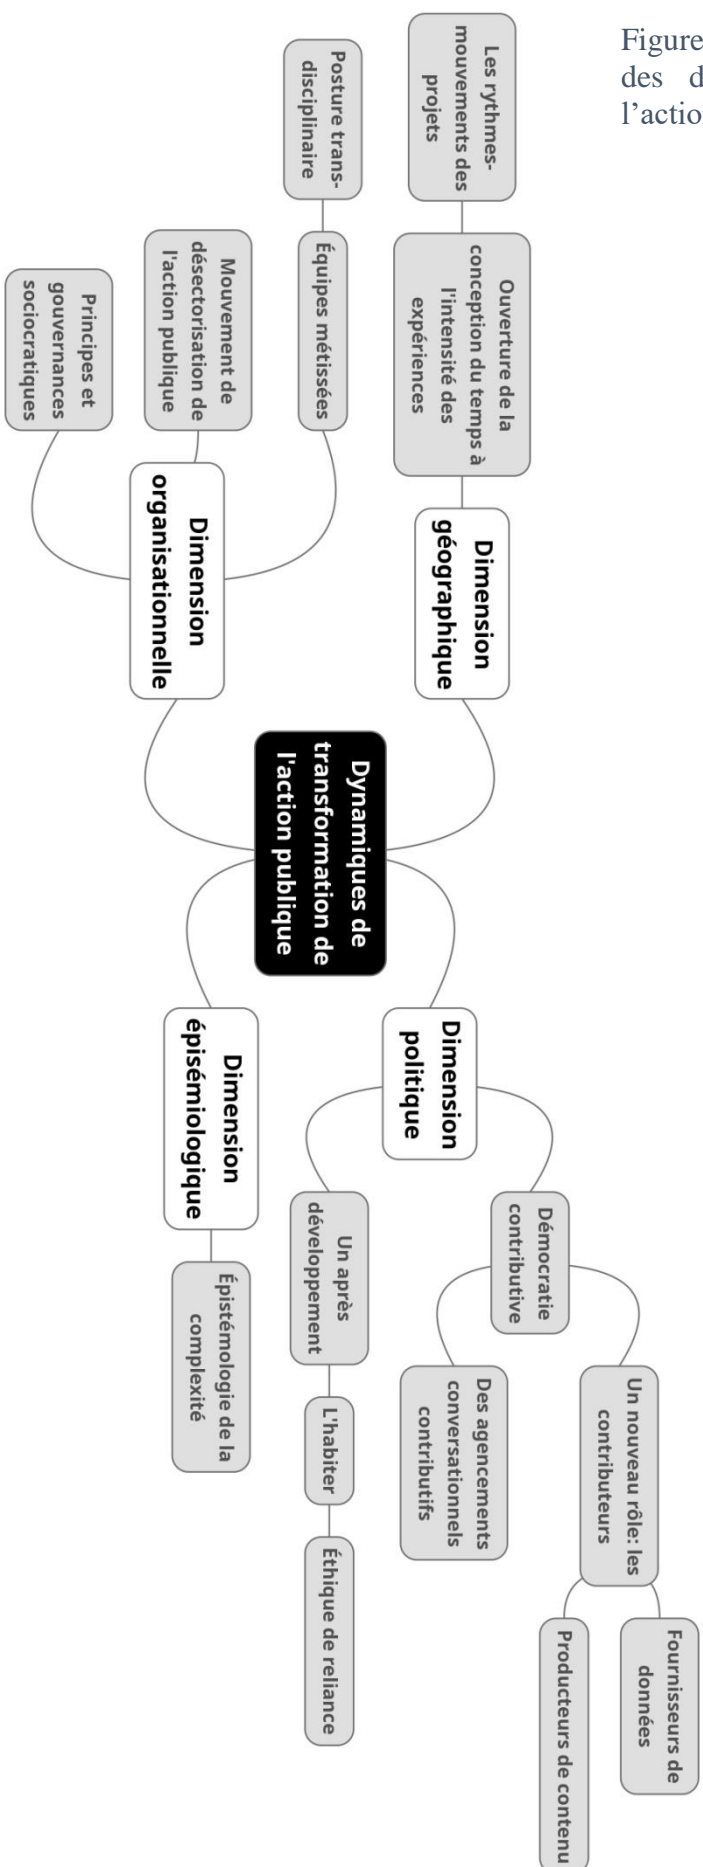 Figure
des d
l'action
Les rythmes-
mouvements des
projets
Ouverture de la
conception du temps à
l'intensité des
expériences
Dimension
géographique
Posture trans-
disciplinaire
Équipes métissées
Mouvement de
désectorisation de
l'action publique
Principes et
gouvernances
sociocratiques
Dimension
organisationnelle
Dynamiques de
transformation de
l'action publique
Dimension
politique
Démocratie
contributive
Un nouveau rôle: les
contributeurs
Fournisseurs de
données
Producteurs de contenu
Des agencements
conversationnels
contributifs
Un après
développement
L'habiter
Éthique de reliance
Dimension
épisémiologique
Épistémologie de la
complexité